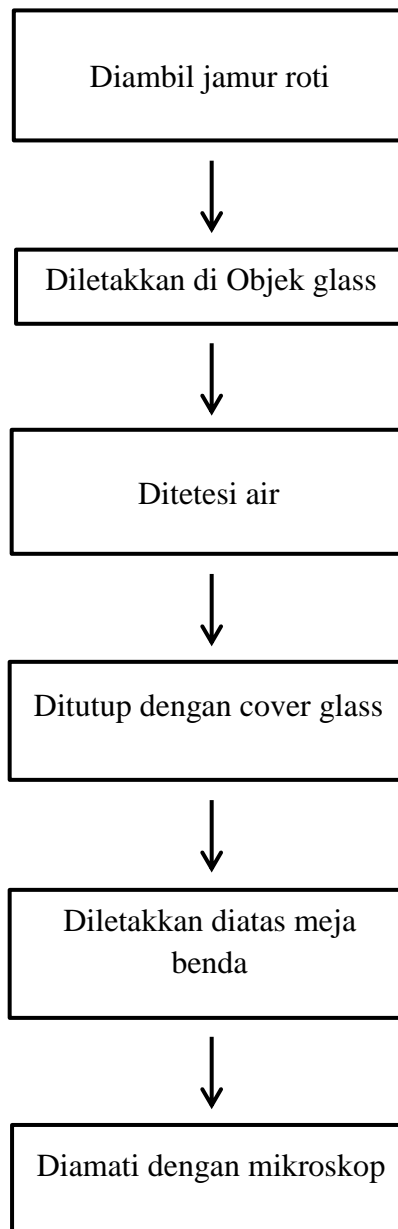 Diambil jamur roti
Diletakkan di Objek glass
Ditetesi air
Ditutup dengan cover glass
Diletakkan diatas meja
benda
Diamati dengan mikroskop